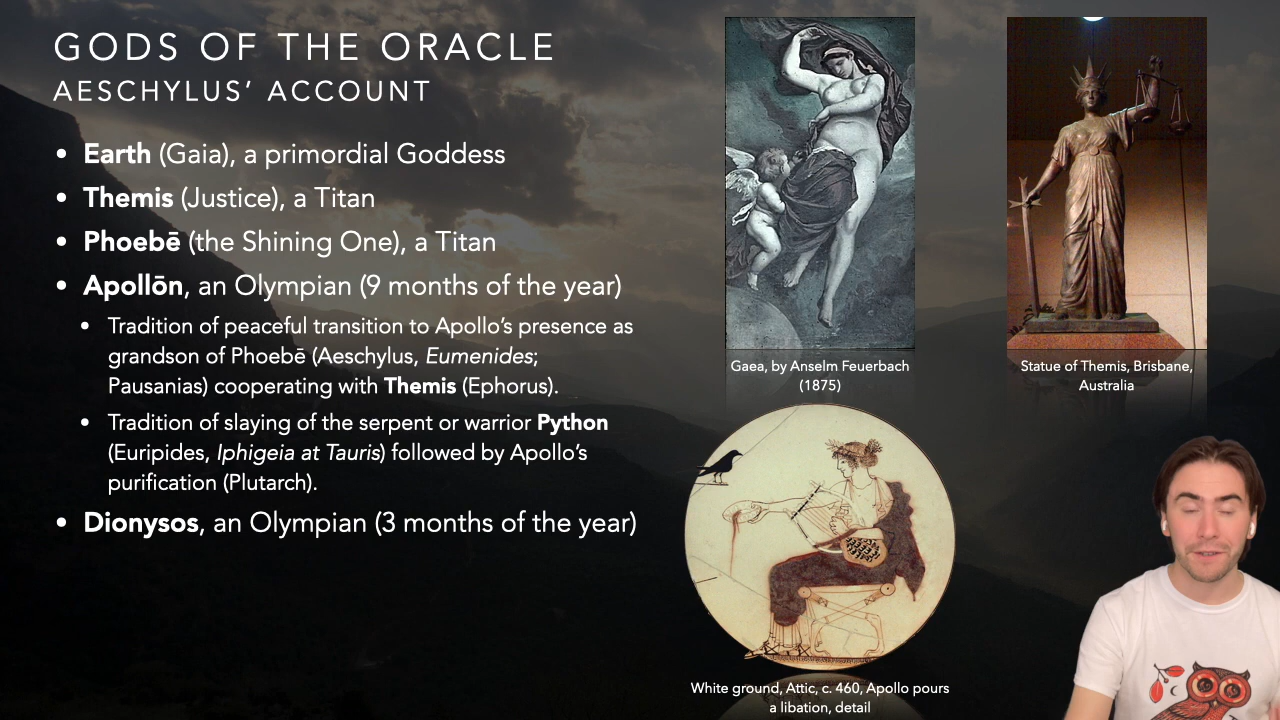 GODS OF THE ORACLE
AESCHYLUS’ ACCOUNT
• Earth (Gaia), a primordial Goddess
• Themis (Justice), a Titan
• Phoebē (the Shining One), a Titan
• Apollōn, an Olympian (9 months of the year)
• Tradition of peaceful transition to Apollo’s presence as
grandson of Phoebē (Aeschylus, Eumenides;
Pausanias) cooperating with Themis (Ephorus).
• Tradition of slaying of the serpent or warrior Python
(Euripides, Iphigeia at Tauris) followed by Apollo’s
purification (Plutarch).
• Dionysos, an Olympian (3 months of the year)
Gaea, by Anselm Feuerbach
(1875)
Statue of Themis, Brisbane,
Australia
White ground, Attic, c. 460, Apollo pours
a libation, detail